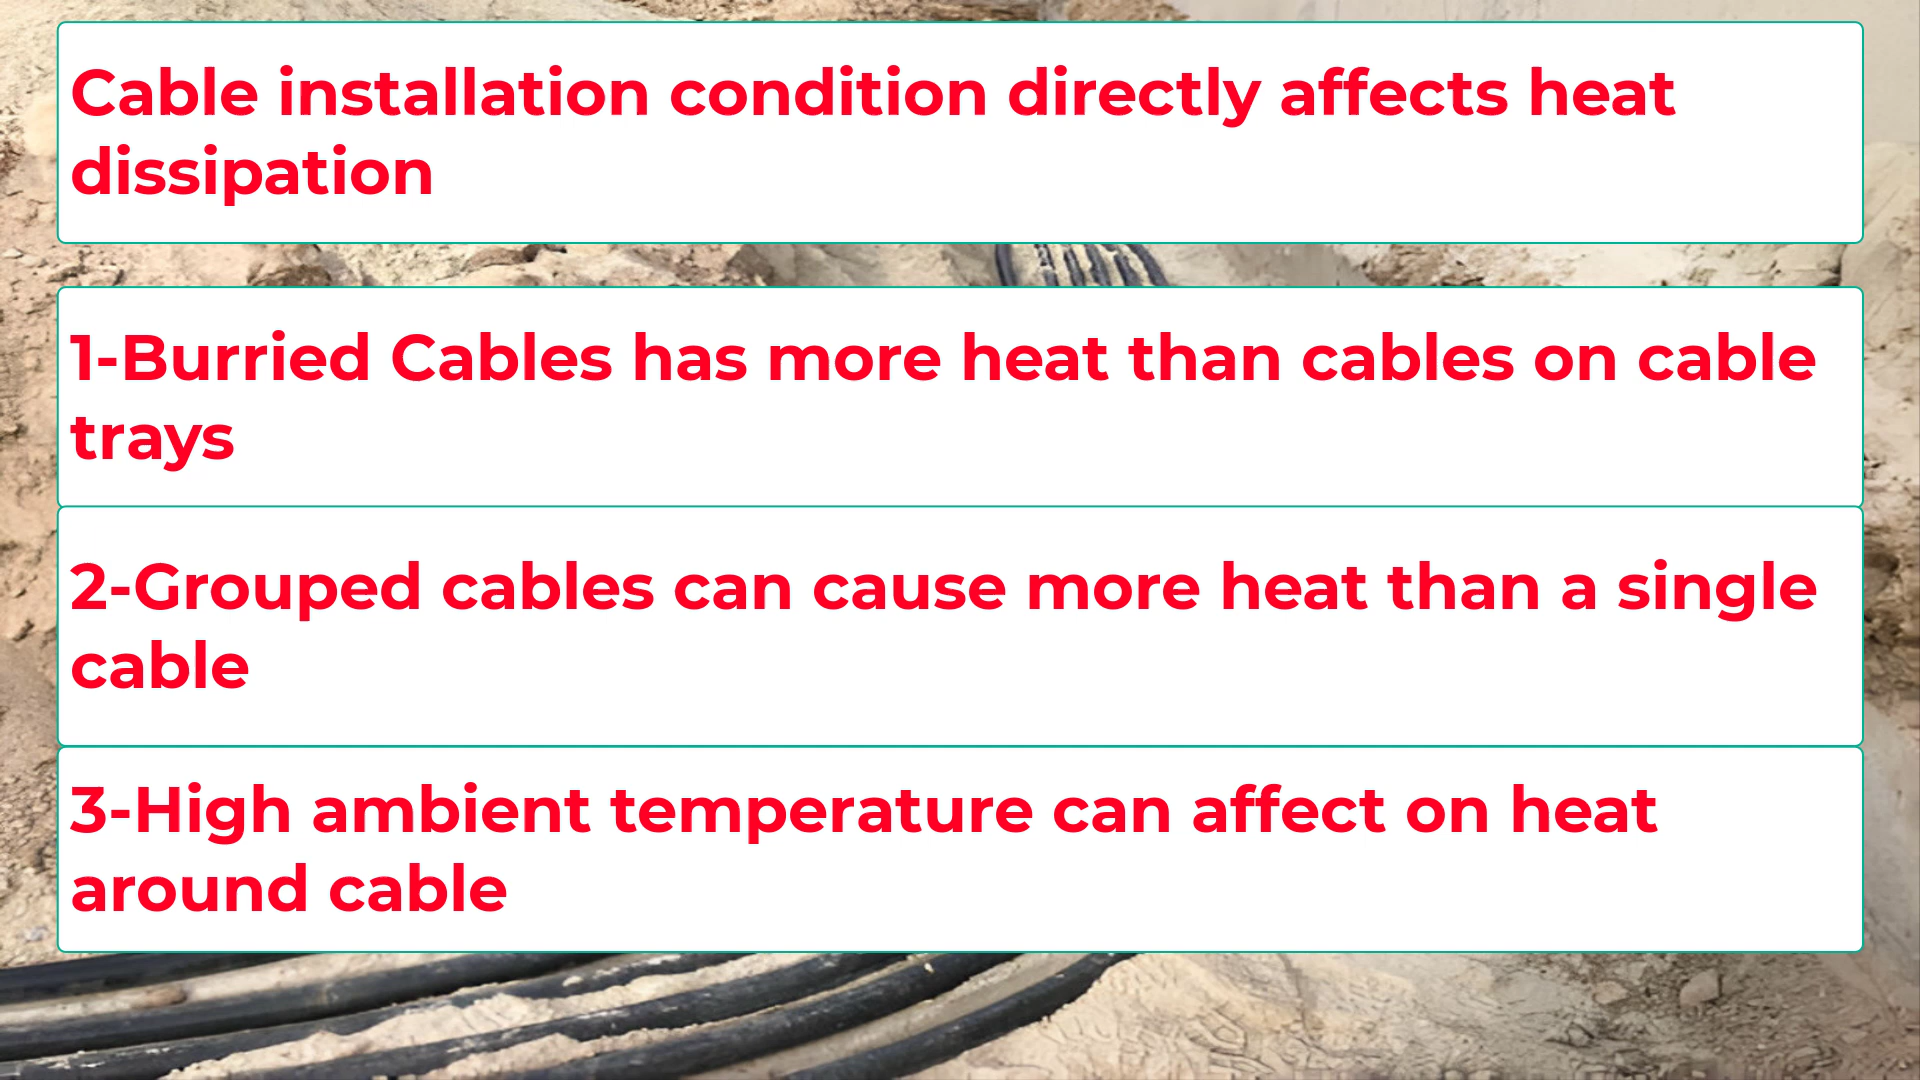 Cable installation condition directly affects heat
dissipation
1-Burried Cables has more heat than cables on cable
trays
2-Grouped cables can cause more heat than a single
cable
3-High ambient temperature can affect on heat
around cable